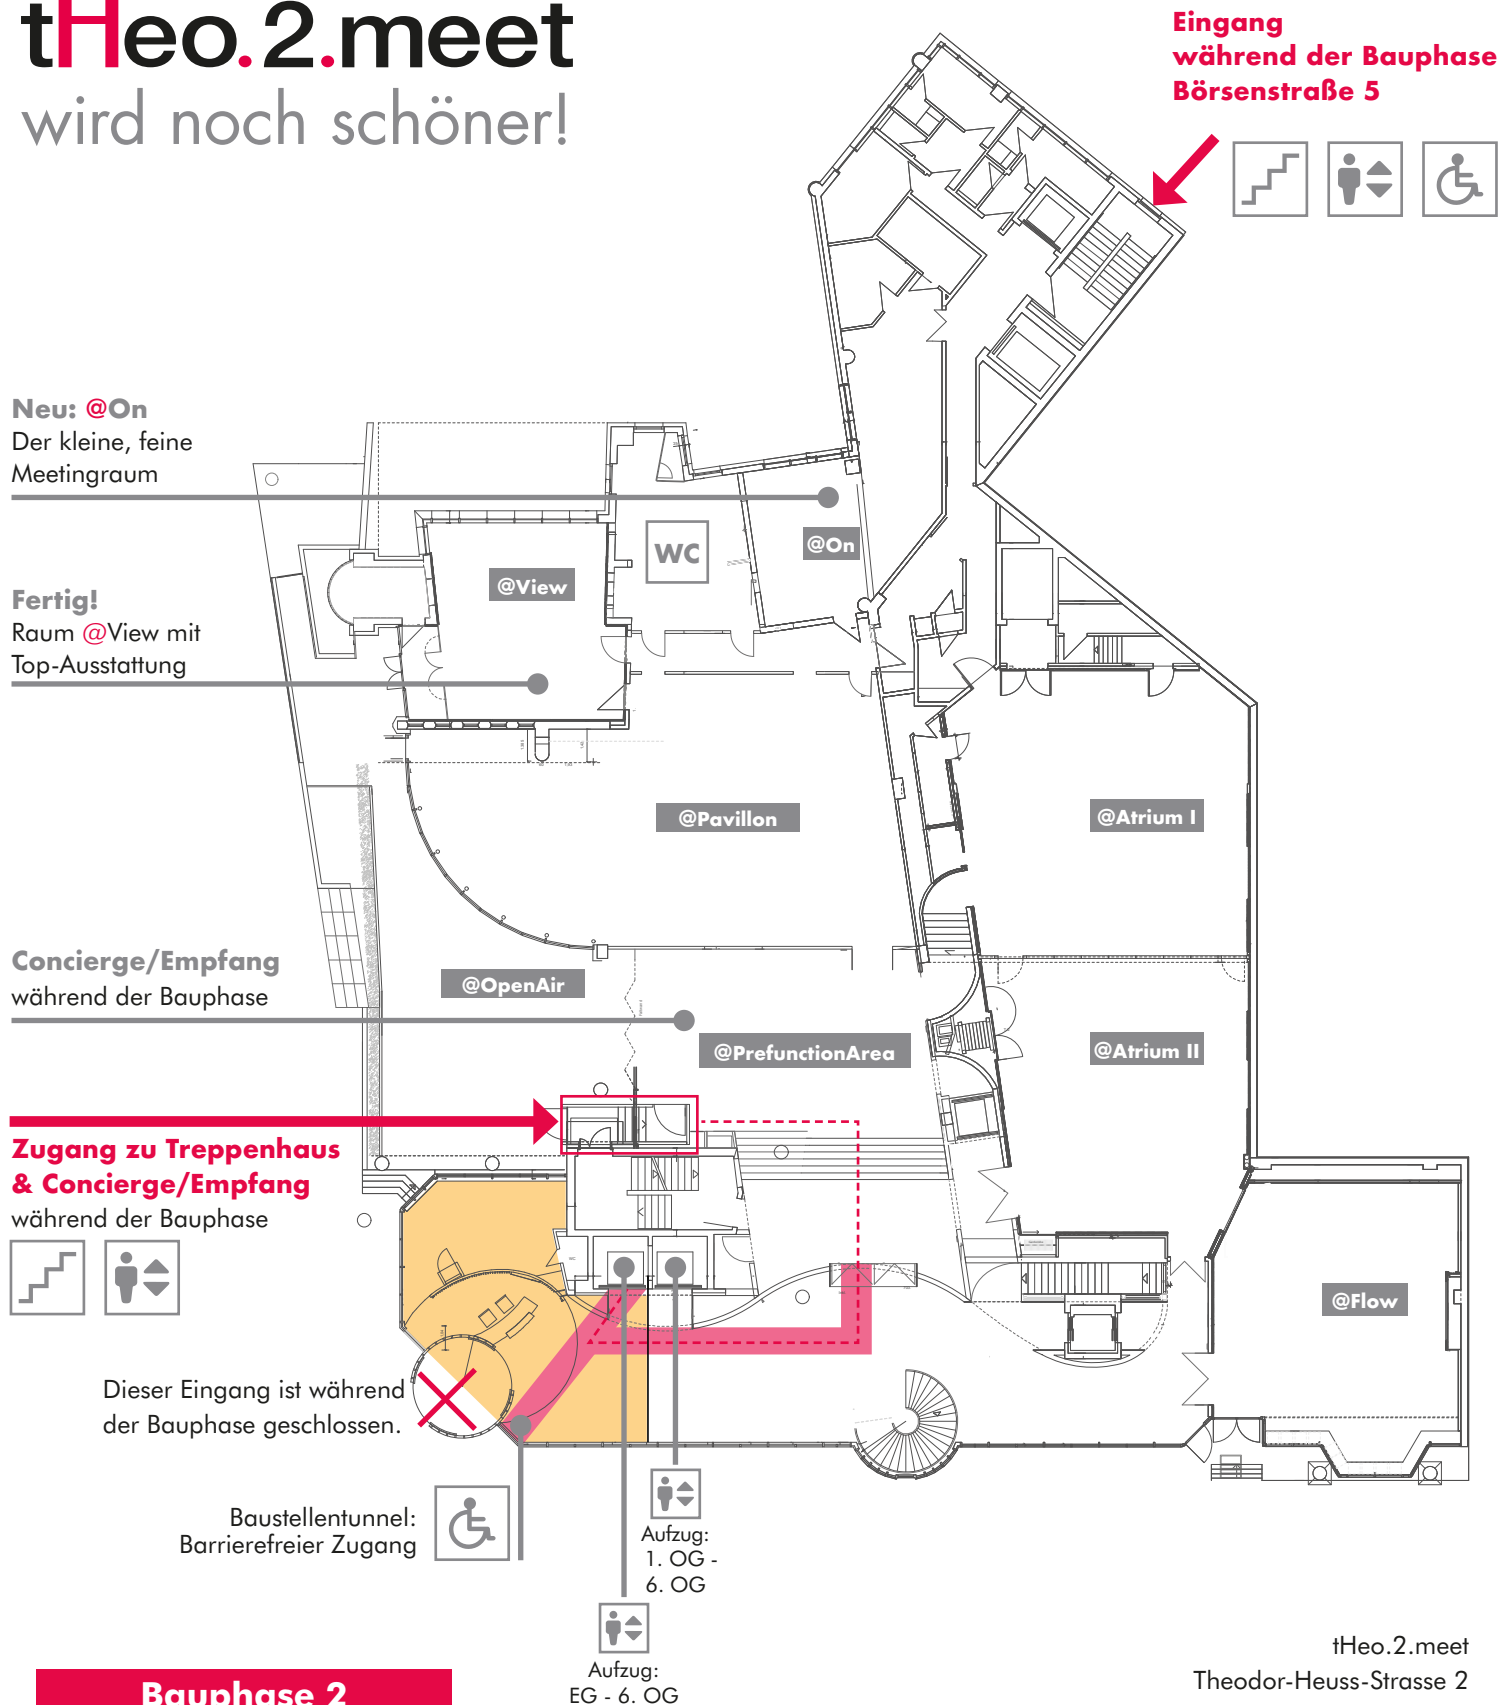 tHeo.2.meet
wird noch schöner!
Eingang
während der Bauphase
Börsenstraße 5
Neu: @On
Der kleine, feine
Meetingraum
@On
WC
@View
Fertig!
Raum @View mit
Top-Ausstattung
@Pavillon
@Atrium I
Concierge/Empfang
während der Bauphase
@OpenAir
@PrefunctionArea
@Atrium II
Zugang zu Treppenhaus
& Concierge/Empfang
während der Bauphase
@Flow
Dieser Eingang ist während
der Bauphase geschlossen.
Baustellentunnel:
Barrierefreier Zugang
Aufzug:
1. OG -
6. OG
Aufzug:
EG - 6. OG
Bauphase 2
tHeo.2.meet
Theodor-Heuss-Strasse 2